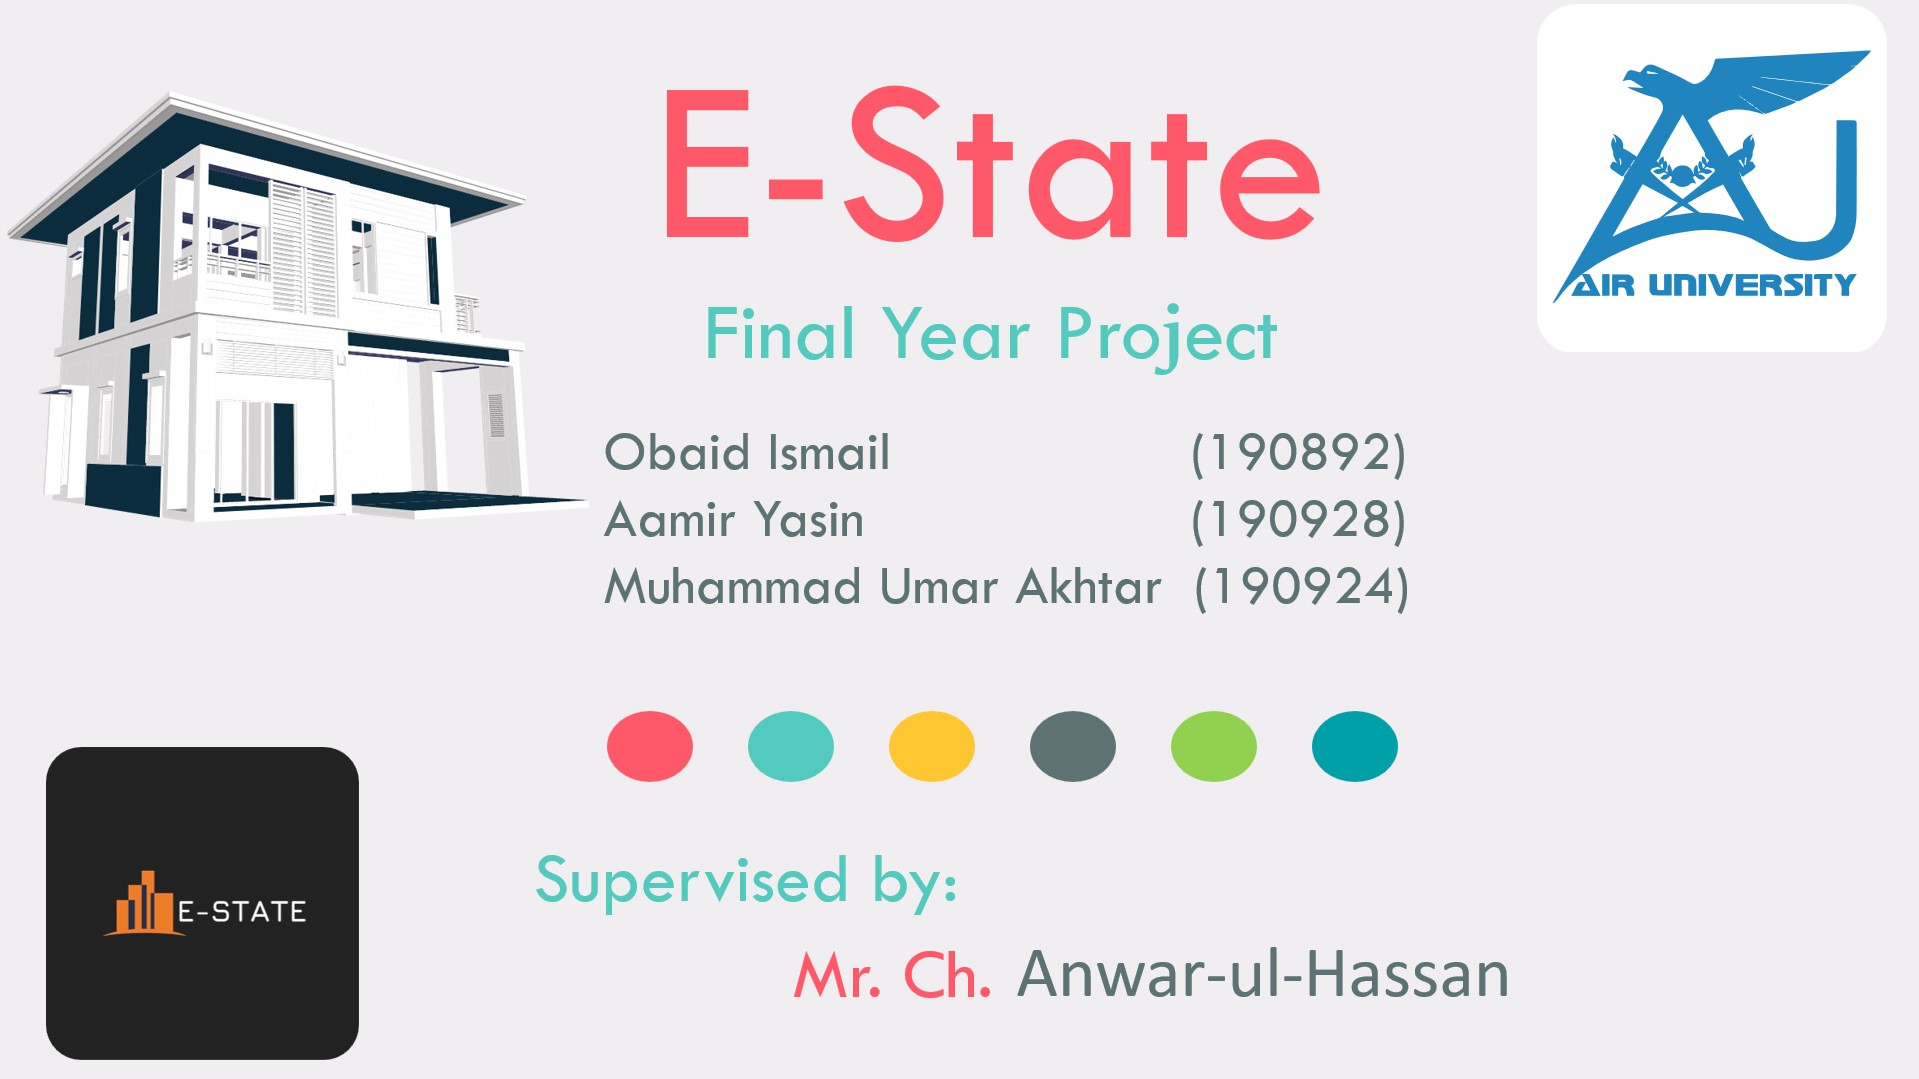 E-State
AIR UNIVERSITY
Final Year Project
Obaid Ismail (190892)
Aamir Yasin (190928)
Muhammad Umar Akhtar (190924)
E-STATE
Supervised by:
Mr. Ch. Anwar-ul-Hassan